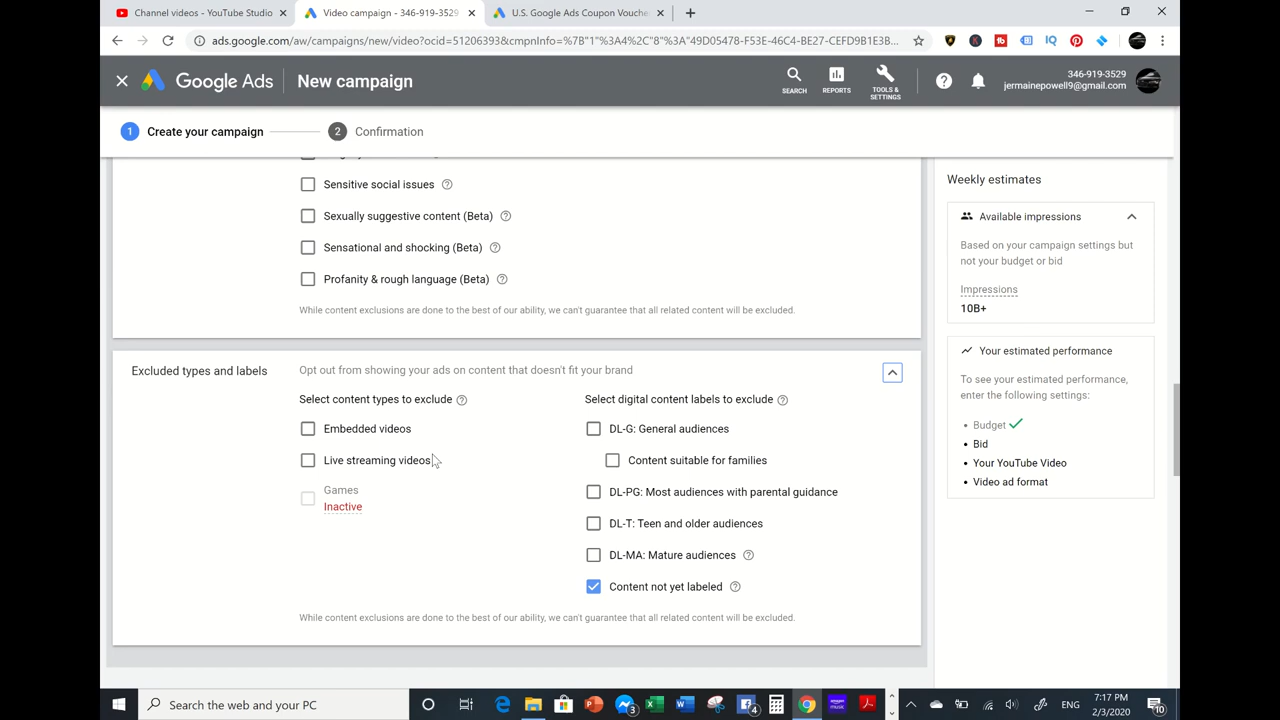 Channel videos - YouTube Studio
Video campaign - 346-919-3529
U.S. Google Ads Coupon Vouche
ads.google.com/aw/campaigns/new/video?ocid=51206393&cmpnInfo=%7B"1"%3A4%2C"8"%3A"49D05478-F53E-46C4-BE27-CEFD9B1E3B...
Google Ads
New campaign
SEARCH
REPORTS
TOOLS &
SETTINGS
346-919-3529
jermainepowell9@gmail.com
1 Create your campaign
2 Confirmation
Sensitive social issues
Sexually suggestive content (Beta)
Sensational and shocking (Beta)
Profanity & rough language (Beta)
While content exclusions are done to the best of our ability, we can't guarantee that all related content will be excluded.
Excluded types and labels
Opt out from showing your ads on content that doesn't fit your brand
Select content types to exclude
Embedded videos
Live streaming videos
Games
Inactive
Select digital content labels to exclude
DL-G: General audiences
Content suitable for families
DL-PG: Most audiences with parental guidance
DL-T: Teen and older audiences
DL-MA: Mature audiences
Content not yet labeled
While content exclusions are done to the best of our ability, we can't guarantee that all related content will be excluded.
Weekly estimates
Available impressions
Based on your campaign settings but
not your budget or bid
Impressions
10B+
Your estimated performance
To see your estimated performance,
enter the following settings:
• Budget
• Bid
• Your YouTube Video
• Video ad format
Search the web and your PC
7:17 PM
2/3/2020